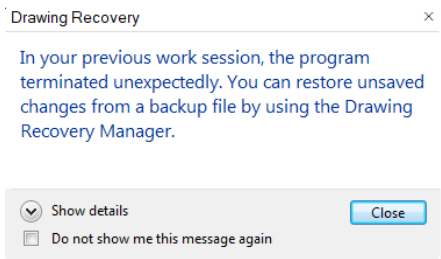 Drawing Recovery
In your previous work session, the program
terminated unexpectedly. You can restore unsaved
changes from a backup file by using the Drawing
Recovery Manager.
Show details
Close
Do not show me this message again